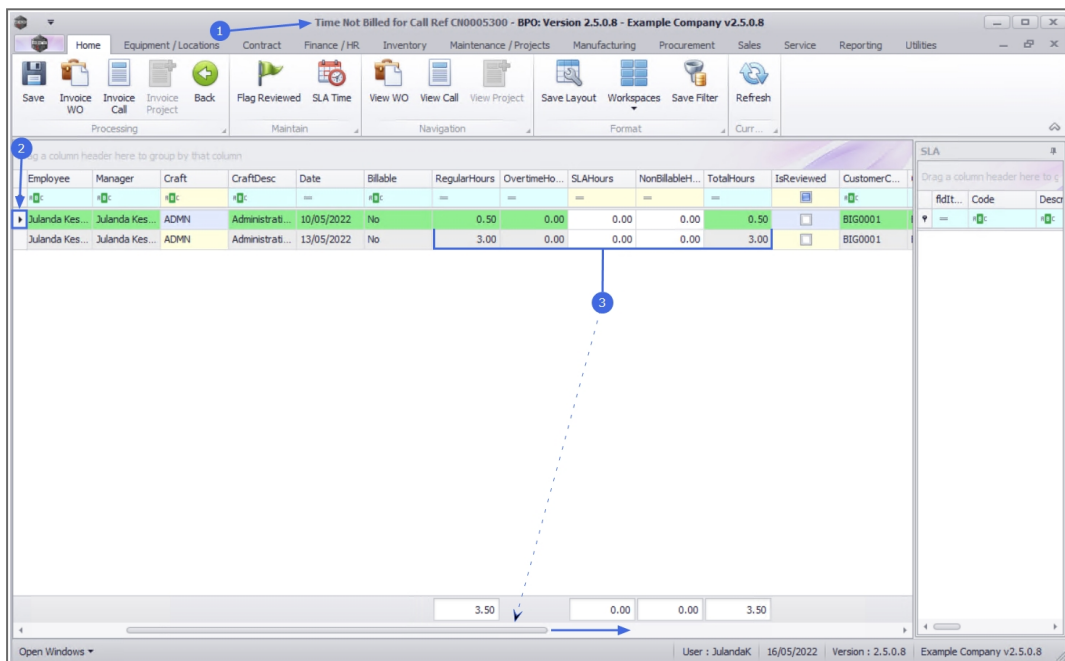 Time Not Billed for Call Ref CN0005300 - BPO: Version 2.5.0.8 - Example Company v2.5.0.8
1
Home Equipment / Locations Contract Finance / HR Inventory Maintenance / Projects Manufacturing Procurement Sales Service Reporting Utilities
Save Invoice WO Invoice Call Invoice Project Back Flag Reviewed SLA Time View WO View Call View Project Save Layout Workspaces Save Filter Refresh
Processing Maintain Navigation Format Curr...
2
ag a column header here to group by that column
SLA
Employee Manager Craft CraftDesc Date Billable RegularHours OvertimeHo... SLAHours NonBillableH... TotalHours IsReviewed CustomerC...
Drag a column header here to g
fldIt... Code Descr
Julanda Kes... Julanda Kes... ADMN Administrati... 10/05/2022 No 0.50 0.00 0.00 0.00 0.50 BIG0001
Julanda Kes... Julanda Kes... ADMN Administrati... 13/05/2022 No 3.00 0.00 0.00 0.00 3.00 BIG0001
3
3.50 0.00 0.00 3.50
Open Windows User : JulandaK 16/05/2022 Version : 2.5.0.8 Example Company v2.5.0.8